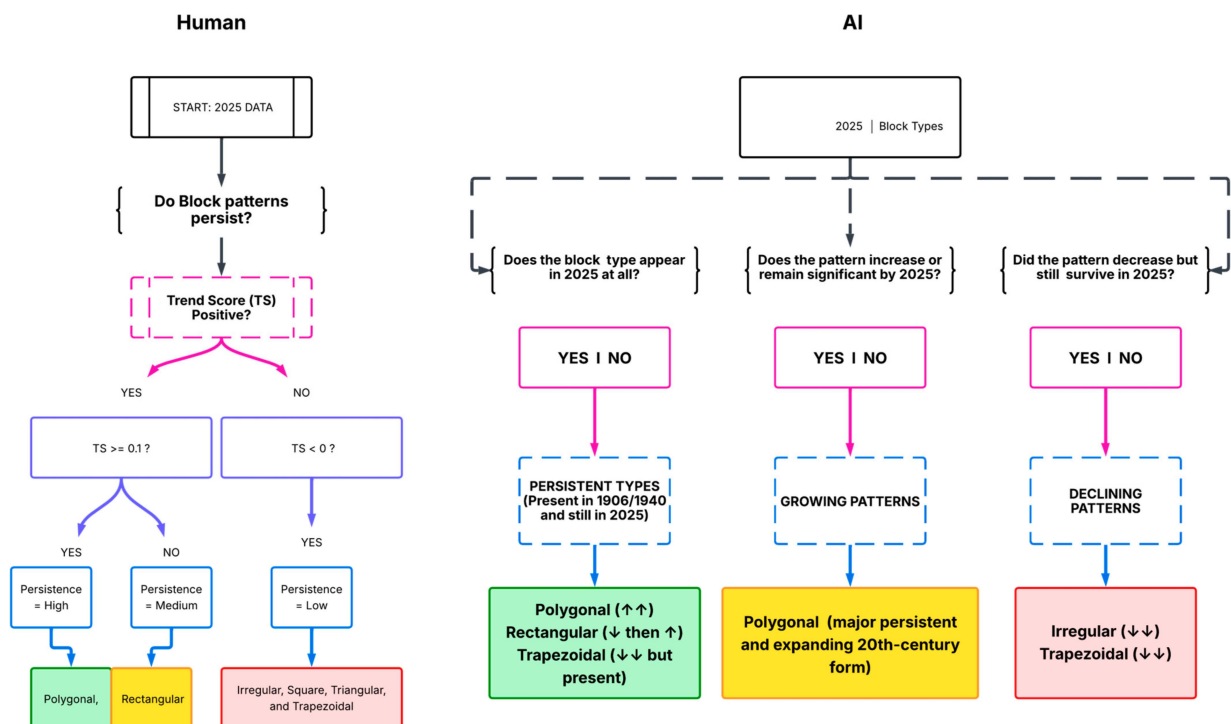 Human
START: 2025 DATA
Do Block patterns
persist?
Trend Score (TS)
Positive?
YES
NO
TS >= 0.1 ?
TS < 0 ?
YES
NO
YES
Persistence
= High
Persistence
= Medium
Persistence
= Low
Polygonal,
Rectangular
Irregular, Square, Triangular,
and Trapezoidal
AI
2025 | Block Types
Does the block type appear
in 2025 at all?
Does the pattern increase or
remain significant by 2025?
Did the pattern decrease but
still survive in 2025?
YES I NO
YES I NO
YES I NO
PERSISTENT TYPES
(Present in 1906/1940
and still in 2025)
GROWING PATTERNS
DECLINING
PATTERNS
Polygonal (↑↑)
Rectangular (↓ then ↑)
Trapezoidal (↓↓ but
present)
Polygonal (major persistent
and expanding 20th-century
form)
Irregular (↓↓)
Trapezoidal (↓↓)